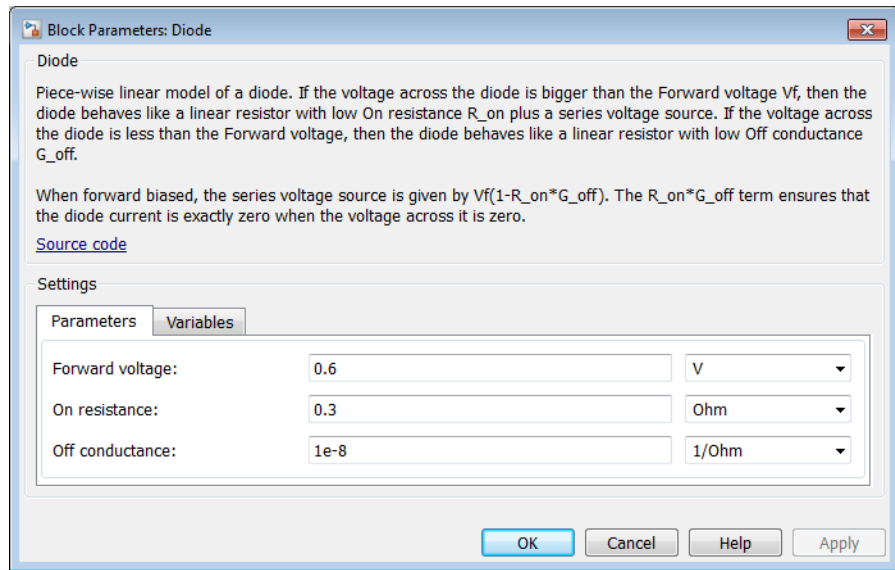 Block Parameters: Diode
Diode
Piece-wise linear model of a diode. If the voltage across the diode is bigger than the Forward voltage Vf, then the
diode behaves like a linear resistor with low On resistance R_on plus a series voltage source. If the voltage across
the diode is less than the Forward voltage, then the diode behaves like a linear resistor with low Off conductance
G_off.
When forward biased, the series voltage source is given by Vf(1-R_on*G_off). The R_on*G_off term ensures that
the diode current is exactly zero when the voltage across it is zero.
Source code
Settings
Parameters Variables
Forward voltage: 0.6 V
On resistance: 0.3 Ohm
Off conductance: 1e-8 1/Ohm
OK Cancel Help Apply